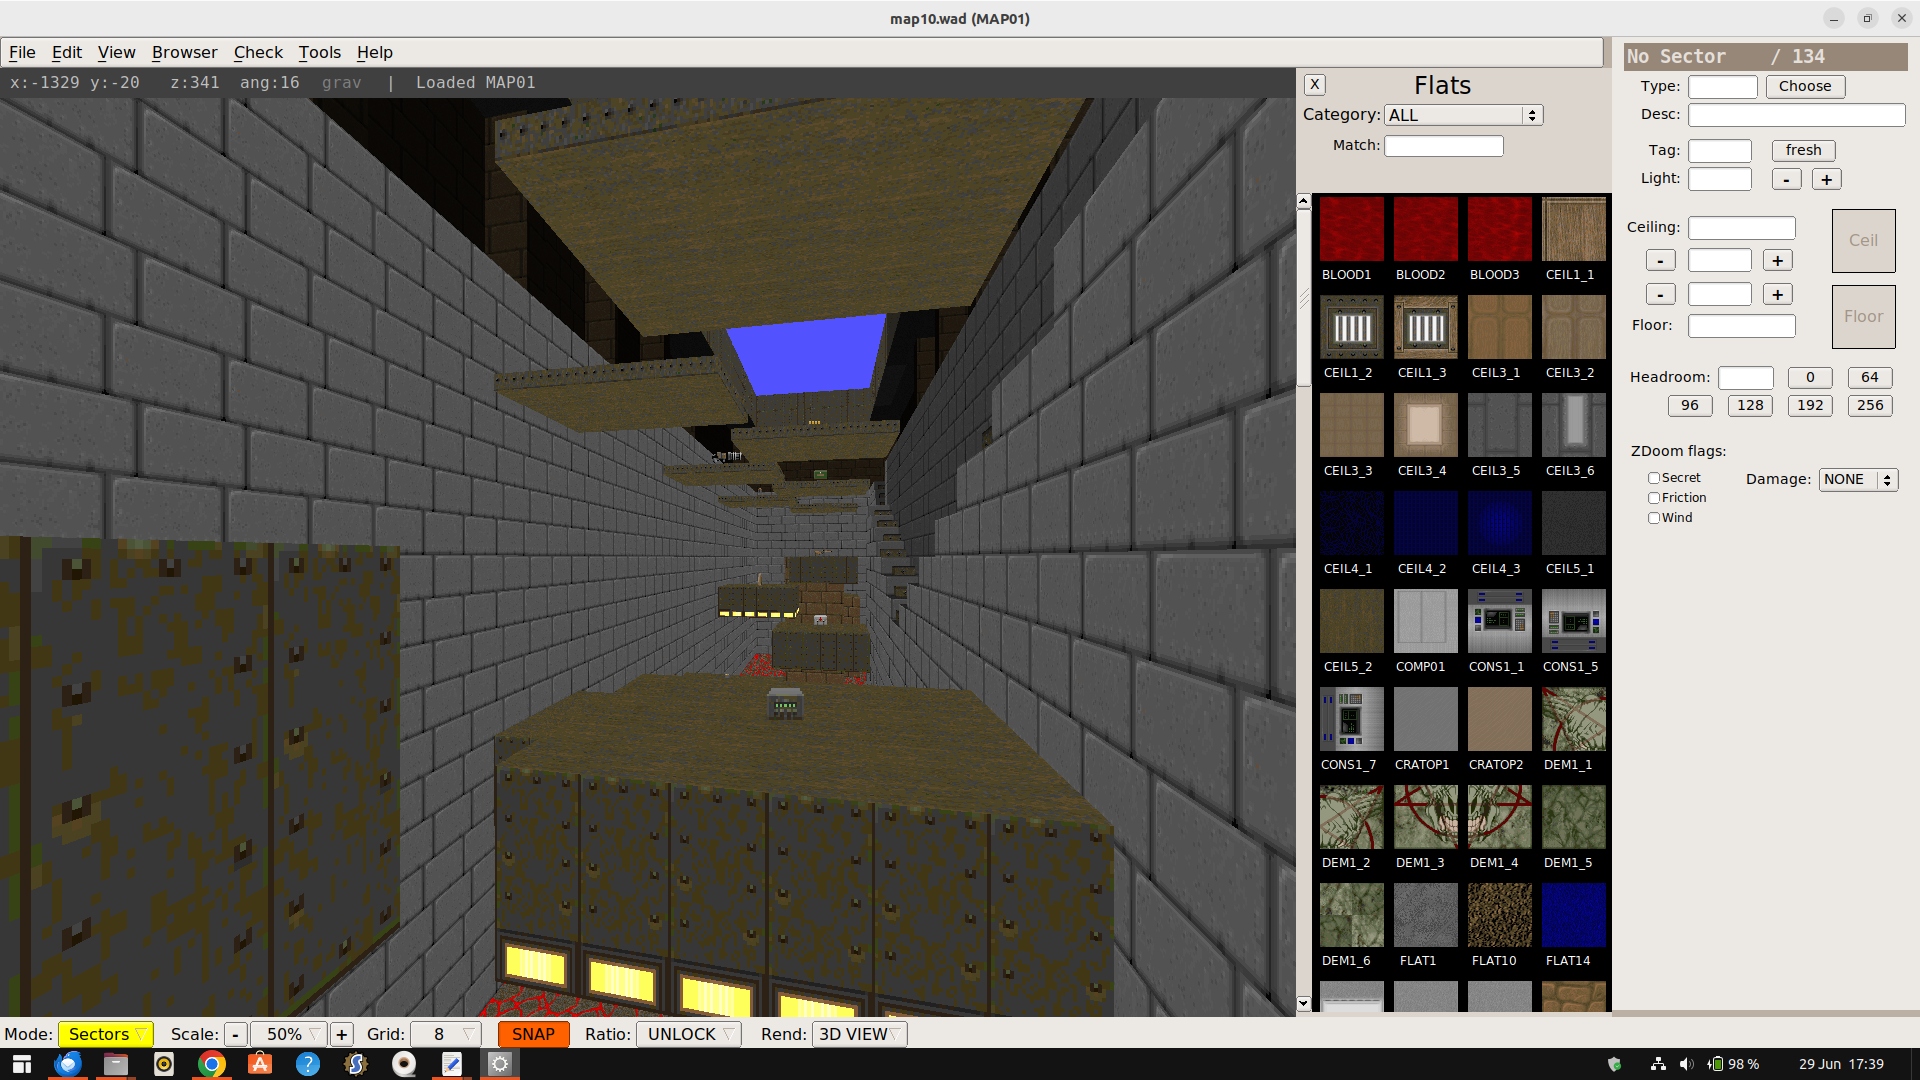 map10.wad (MAP01)
File Edit View Browser Check Tools Help
x:-1329 y:-20 z:341 ang:16 grav | Loaded MAP01
X Flats
Category: ALL
Match:
BLOOD1 BLOOD2 BLOOD3 CEIL1_1
CEIL1_2 CEIL1_3 CEIL3_1 CEIL3_2
CEIL3_3 CEIL3_4 CEIL3_5 CEIL3_6
CEIL4_1 CEIL4_2 CEIL4_3 CEIL5_1
CEIL5_2 COMP01 CONS1_1 CONS1_5
CONS1_7 CRATOP1 CRATOP2 DEM1_1
DEM1_2 DEM1_3 DEM1_4 DEM1_5
DEM1_6 FLAT1 FLAT10 FLAT14
No Sector / 134
Type: Choose
Desc:
Tag: fresh
Light: - +
Ceiling: Ceil
- +
- +
Floor: Floor
Headroom: 0 64
96 128 192 256
ZDoom flags:
Secret Damage: NONE
Friction
Wind
Mode: Sectors Scale: - 50% + Grid: 8 SNAP Ratio: UNLOCK Rend: 3D VIEW
98 % 29 Jun 17:39